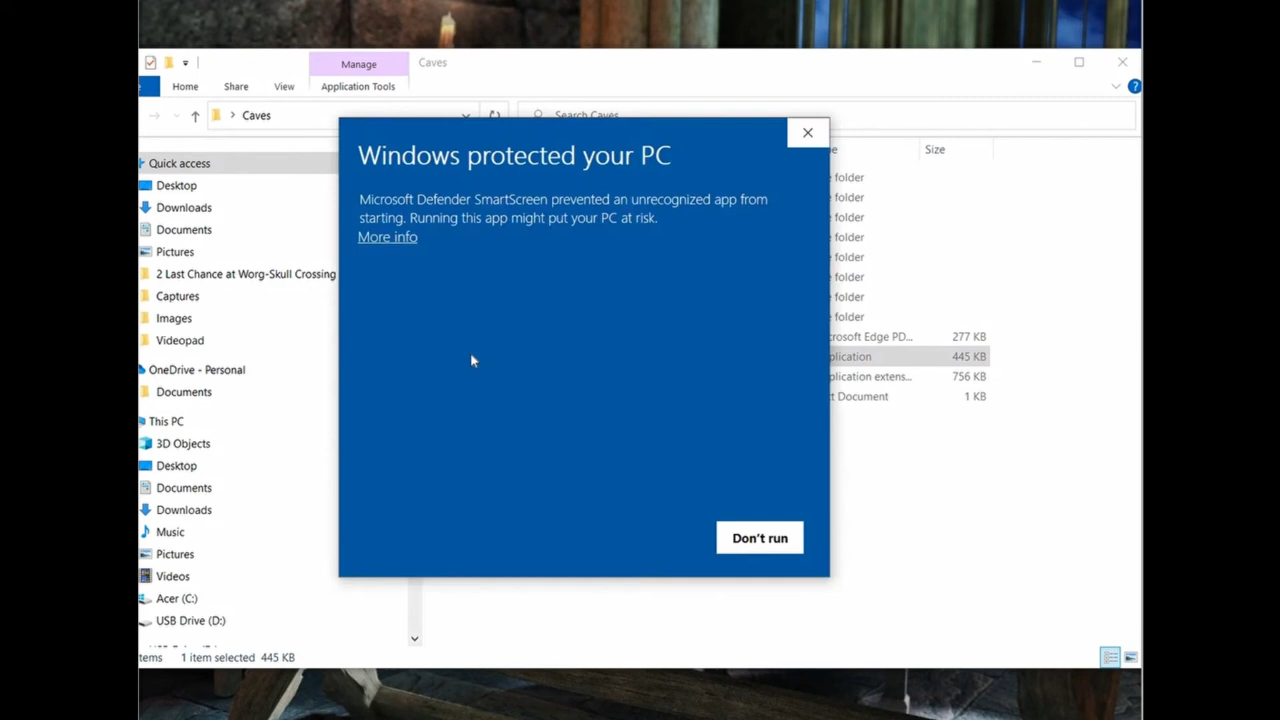 Manage
Caves
Home
Share
View
Application Tools
Caves
Search Caves
Size
Quick access
Desktop
Downloads
Documents
Pictures
2 Last Chance at Worg-Skull Crossing
Captures
Images
Videopad
OneDrive - Personal
Documents
This PC
3D Objects
Desktop
Documents
Downloads
Music
Pictures
Videos
Acer (C:)
USB Drive (D:)
Windows protected your PC
Microsoft Defender SmartScreen prevented an unrecognized app from
starting. Running this app might put your PC at risk.
More info
Don't run
folder
folder
folder
folder
folder
folder
folder
folder
crosoft Edge PD... 277 KB
plication 445 KB
plication extens... 756 KB
t Document 1 KB
tems 1 item selected 445 KB